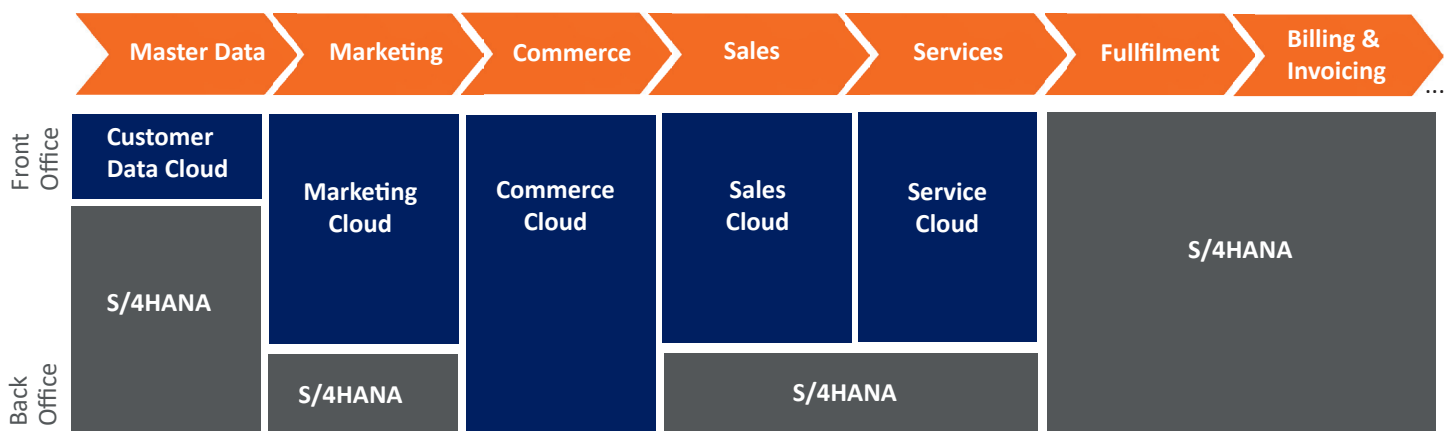 Master Data
Marketing
Commerce
Sales
Services
Fullfilment
Billing &
Invoicing
...
Front
Office
Customer
Data Cloud
Marketing
Cloud
Commerce
Cloud
Sales
Cloud
Service
Cloud
S/4HANA
S/4HANA
Back
Office
S/4HANA
S/4HANA